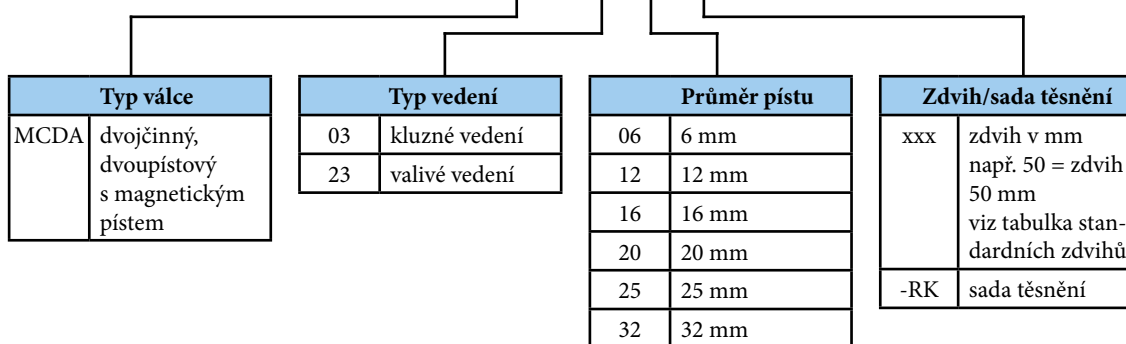 Typ válce
MCDA dvojčinný,
dvoupístový
s magnetickým
pístem
Typ vedení
03 kluzné vedení
23 valivé vedení
Průměr pístu
06 6 mm
12 12 mm
16 16 mm
20 20 mm
25 25 mm
32 32 mm
Zdvih/sada těsnění
xxx zdvih v mm
např. 50 = zdvih
50 mm
viz tabulka stan-
dardních zdvihů
-RK sada těsnění